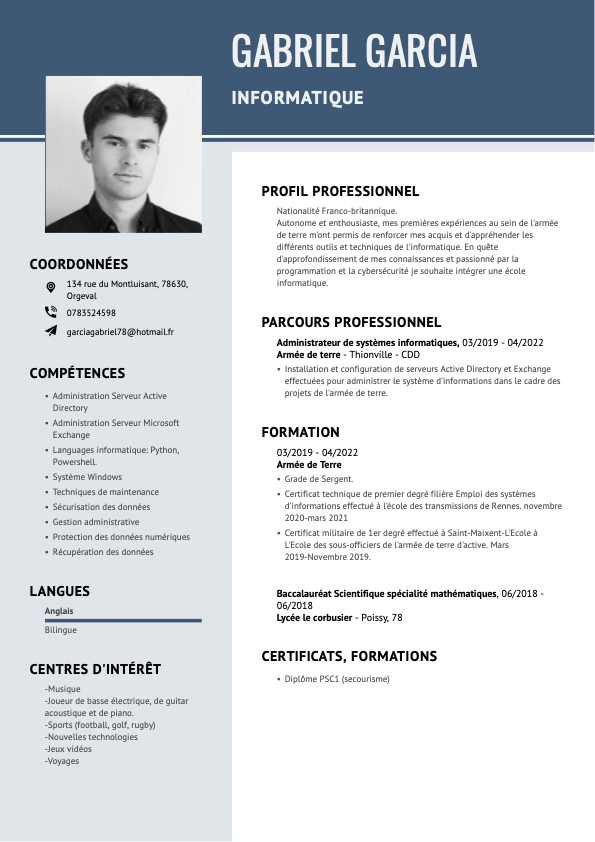 GABRIEL GARCIA
INFORMATIQUE
COORDONNÉES
134 rue du Montluisant, 78630,
Orgeval
0783524598
garciagabriel78@hotmail.fr
COMPÉTENCES
• Administration Serveur Active
Directory
• Administration Serveur Microsoft
Exchange
• Languages informatique: Python,
Powershell.
• Système Windows
• Techniques de maintenance
• Sécurisation des données
• Gestion administrative
• Protection des données numériques
• Récupération des données
LANGUES
Anglais
Bilingue
CENTRES D'INTÉRÊT
-Musique
-Joueur de basse électrique, de guitar
acoustique et de piano.
-Sports (football, golf, rugby)
-Nouvelles technologies
-Jeux vidéos
-Voyages
PROFIL PROFESSIONNEL
Nationalité Franco-britannique.
Autonome et enthousiaste, mes premières expériences au sein de l'armée
de terre m'ont permis de renforcer mes acquis et d'appréhender les
différents outils et techniques de l'informatique. En quête
d'approfondissement de mes connaissances et passionné par la
programmation et la cybersécurité je souhaite intégrer une école
informatique.
PARCOURS PROFESSIONNEL
Administrateur de systèmes informatiques, 03/2019 - 04/2022
Armée de terre - Thionville - CDD
• Installation et configuration de serveurs Active Directory et Exchange
effectuées pour administrer le système d'informations dans le cadre des
projets de l'armée de terre.
FORMATION
03/2019 - 04/2022
Armée de Terre
• Grade de Sergent.
• Certificat technique de premier degré filière Emploi des systèmes
d'informations effectué à l'école des transmissions de Rennes. novembre
2020-mars 2021
• Certificat militaire de 1er degré effectué à Saint-Maixent-L'Ecole à
L'Ecole des sous-officiers de l'armée de terre d'active. Mars
2019-Novembre 2019.
Baccalauréat Scientifique spécialité mathématiques, 06/2018 -
06/2018
Lycée le corbusier - Poissy, 78
CERTIFICATS, FORMATIONS
• Diplôme PSC1 (secourisme)